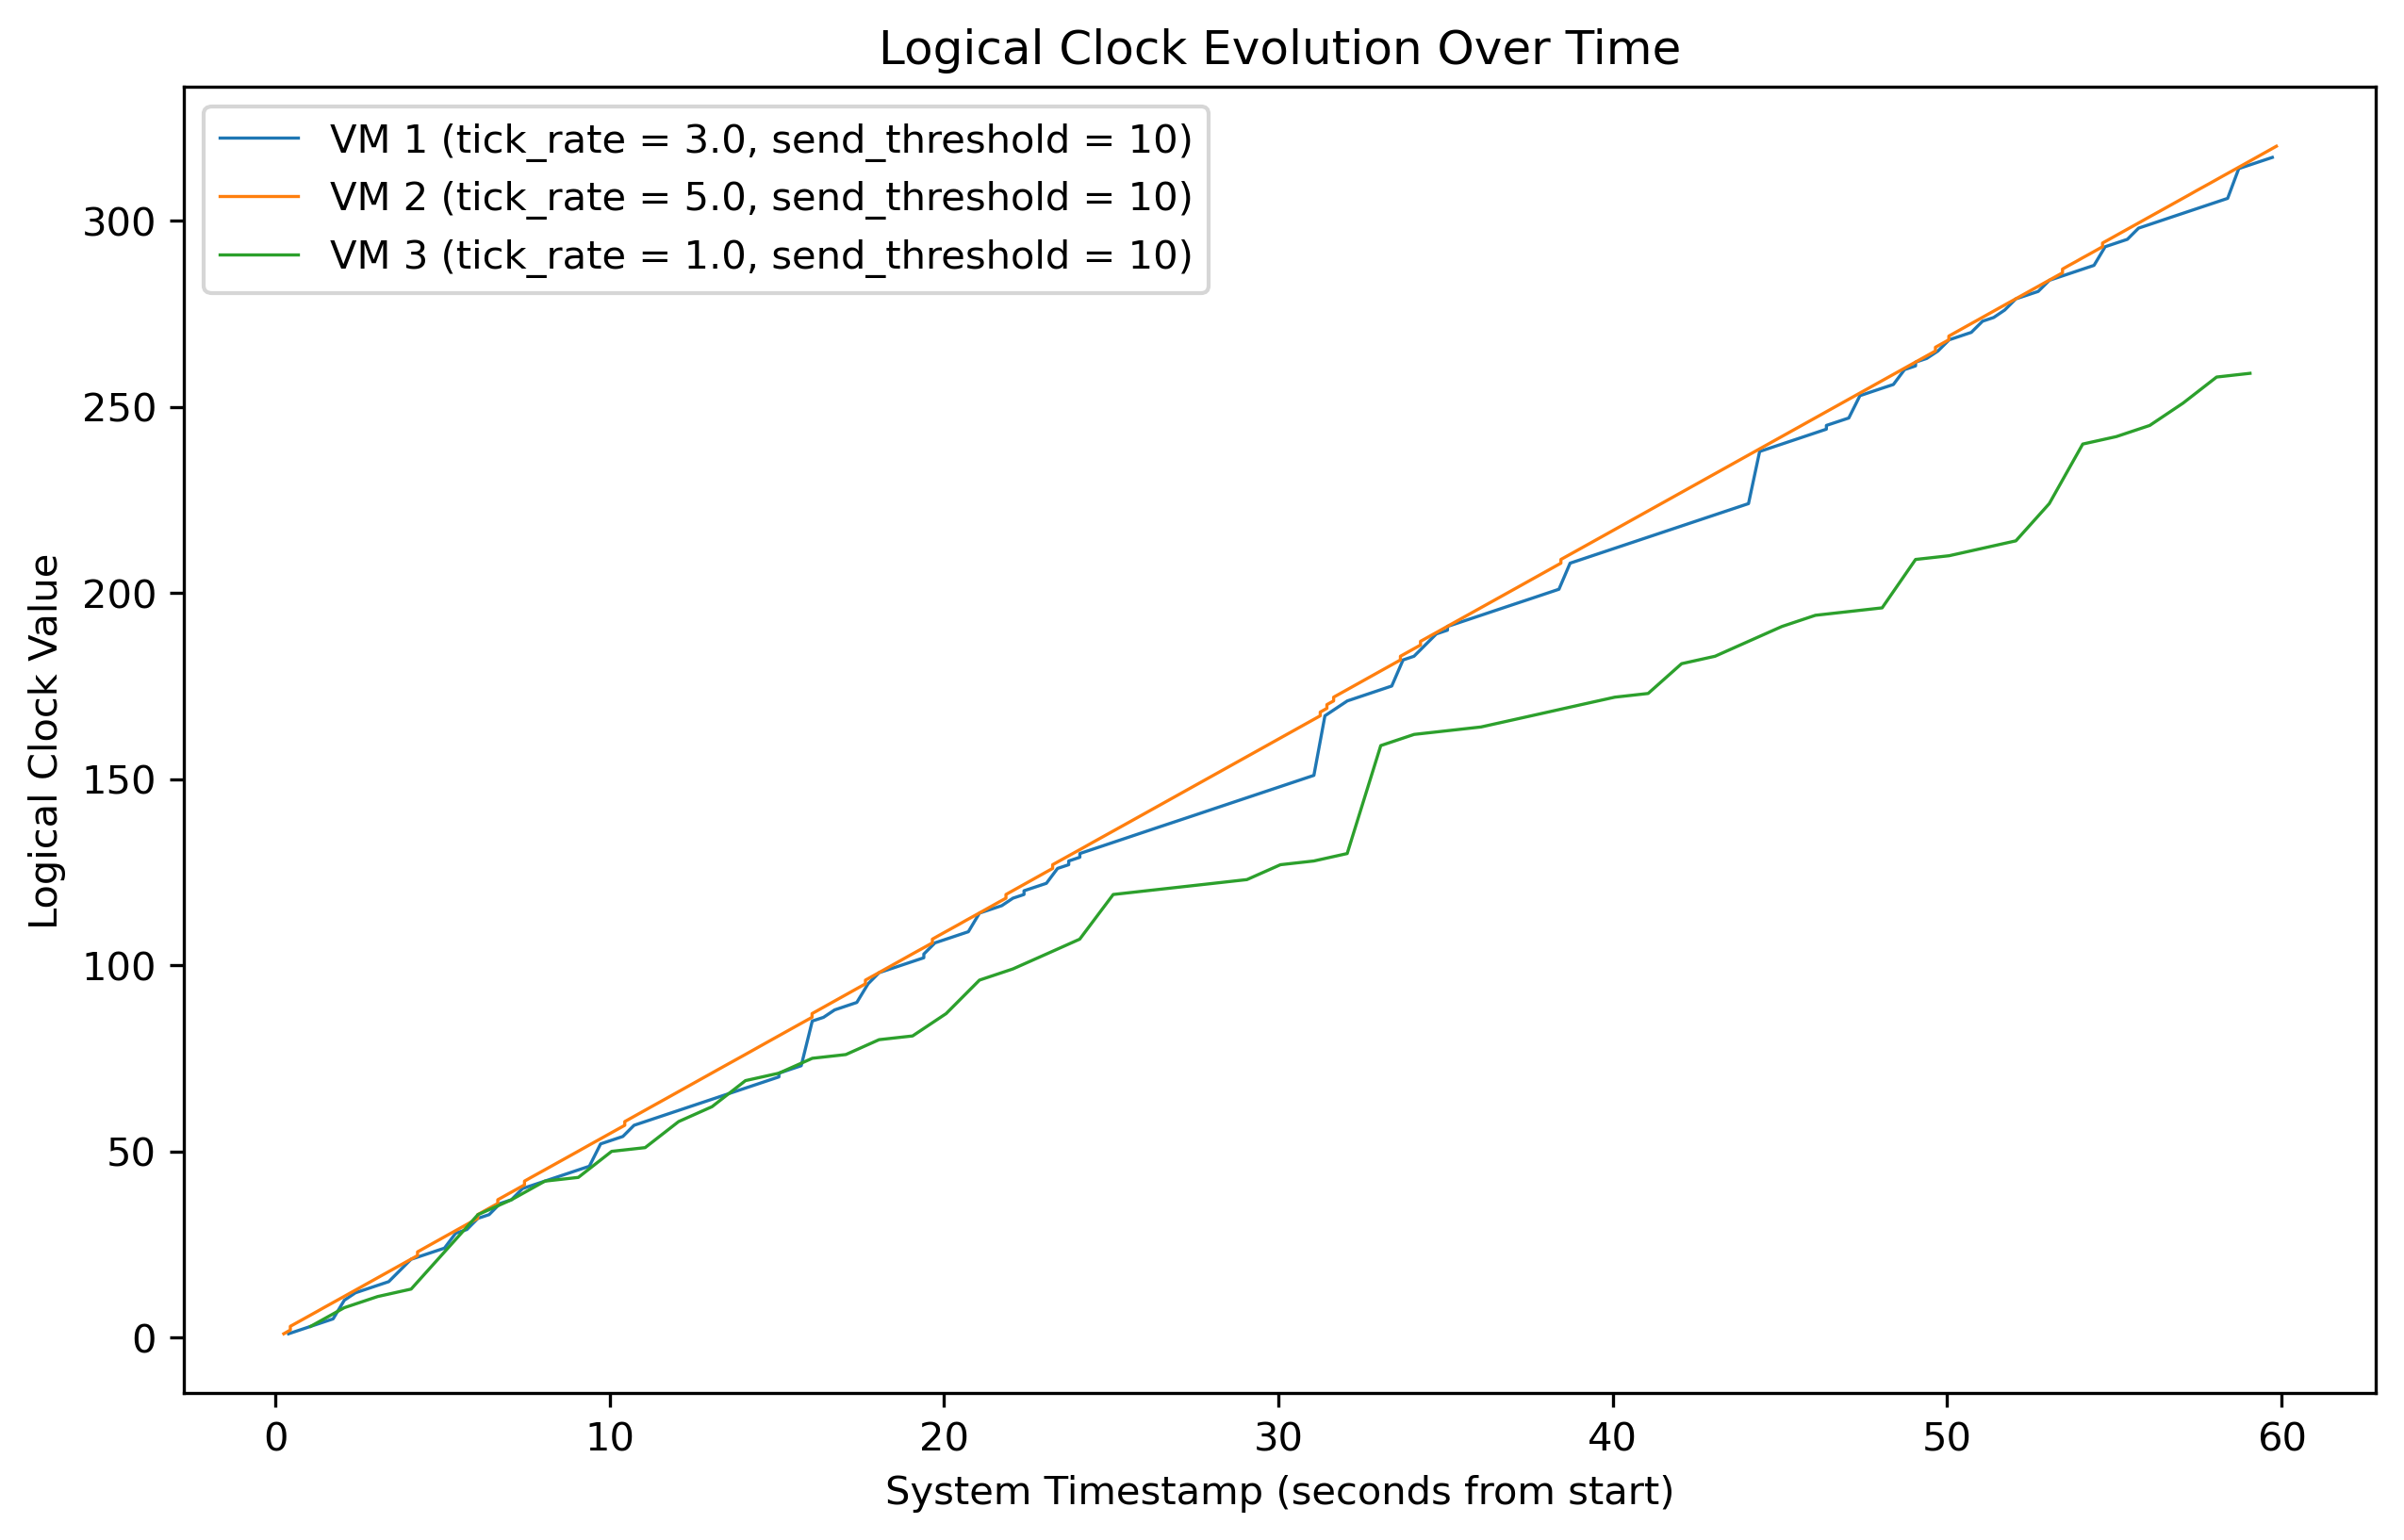 Logical Clock Evolution Over Time
VM 1 (tick_rate = 3.0, send_threshold = 10)
VM 2 (tick_rate = 5.0, send_threshold = 10)
VM 3 (tick_rate = 1.0, send_threshold = 10)
Logical Clock Value
300
250
200
150
100
50
0
0 10 20 30 40 50 60
System Timestamp (seconds from start)